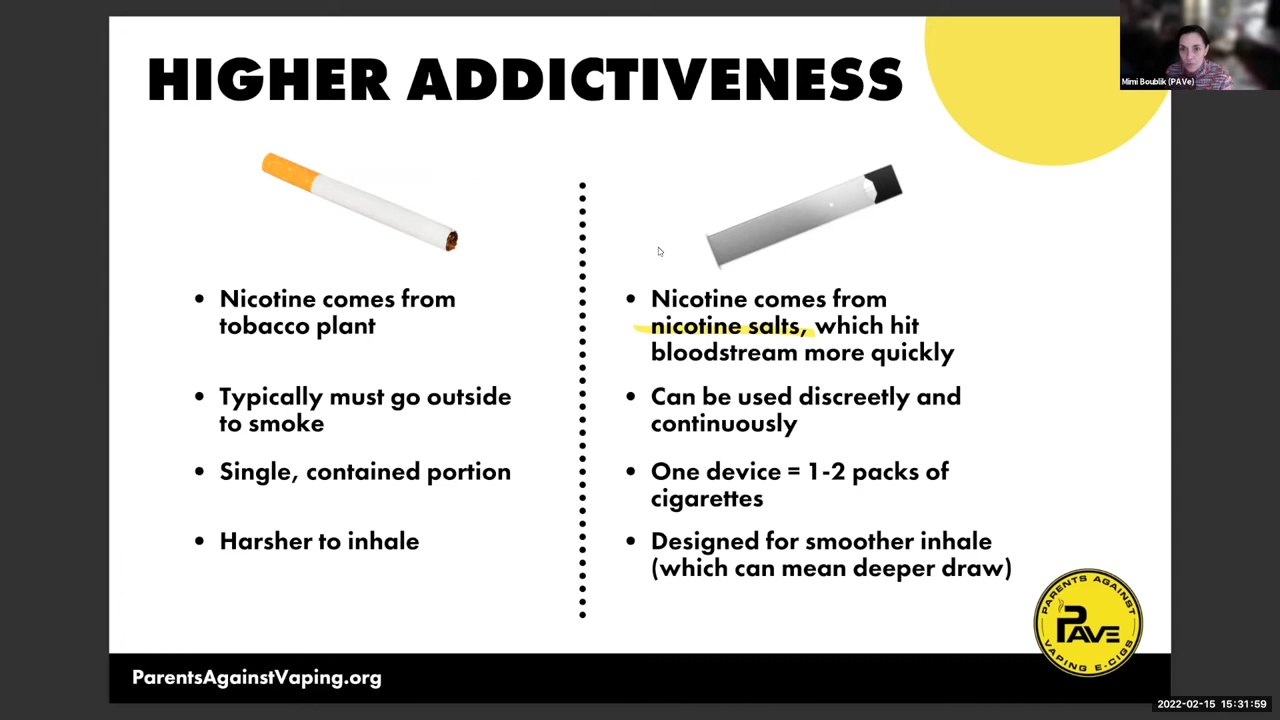 HIGHER ADDICTIVENESS
Mimi Boublik (PAVe)
• Nicotine comes from
tobacco plant
• Typically must go outside
to smoke
• Single, contained portion
• Harsher to inhale
• Nicotine comes from
nicotine salts, which hit
bloodstream more quickly
• Can be used discreetly and
continuously
• One device = 1-2 packs of
cigarettes
• Designed for smoother inhale
(which can mean deeper draw)
PARENTS AGAINST
PAVE
VAPING E-CIGS
ParentsAgainstVaping.org
2022-02-15 15:31:59